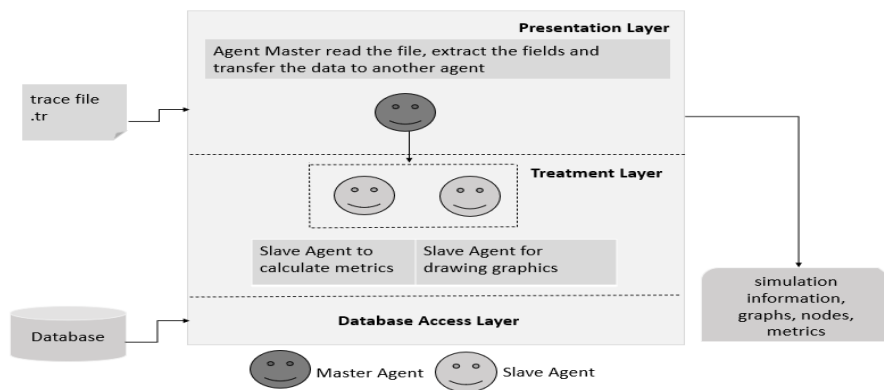 Presentation Layer
Agent Master read the file, extract the fields and
transfer the data to another agent
trace file
.tr
Treatment Layer
Slave Agent to
calculate metrics
Slave Agent for
drawing graphics
simulation
information,
graphs, nodes,
metrics
Database
Database Access Layer
Master Agent
Slave Agent